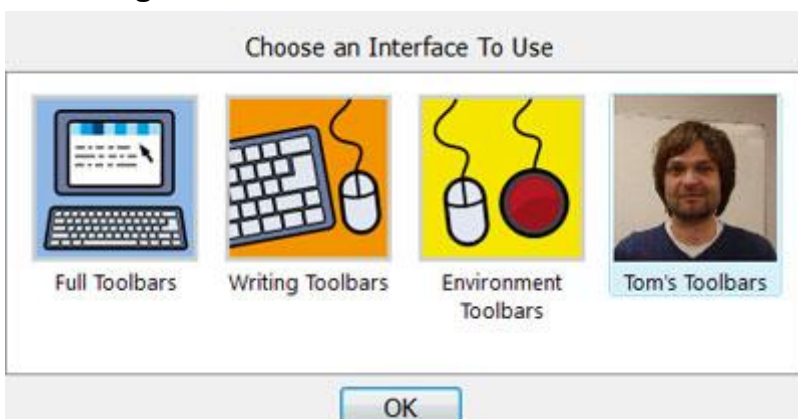 Choose an Interface To Use
Full Toolbars
Writing Toolbars
Environment
Toolbars
Tom's Toolbars
OK